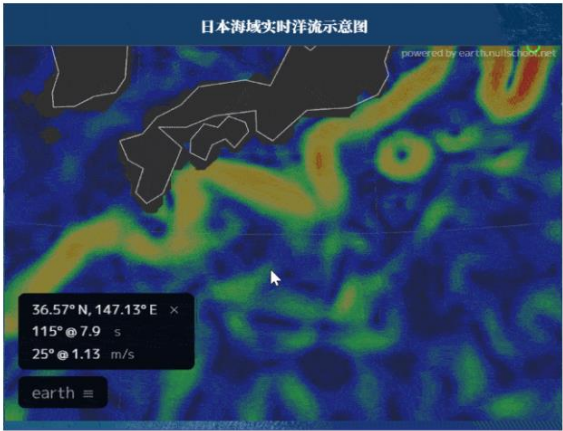 日本海域实时洋流示意图
powered by earth.nullschool.net
36.57° N, 147.13° E ×
115° @ 7.9 s
25° @ 1.13 m/s
earth ≡